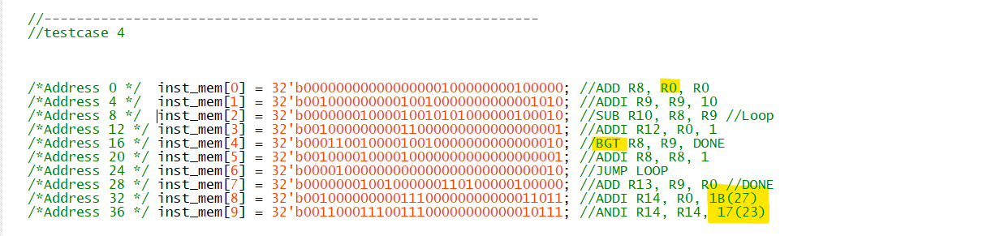 //-------------------------------------------------------------
//testcase 4
/*Address 0 */  inst_mem[0] = 32'b00000000000000000100000000100000; //ADD R8, R0, R0
/*Address 4 */  inst_mem[1] = 32'b00100000000010010000000000001010; //ADDI R9, R9, 10
/*Address 8 */  inst_mem[2] = 32'b00000001000010010101000000100010; //SUB R10, R8, R9 //Loop
/*Address 12 */ inst_mem[3] = 32'b00100000000011000000000000000001; //ADDI R12, R0, 1
/*Address 16 */ inst_mem[4] = 32'b00011001000010010000000000000010; //BGT R8, R9, DONE
/*Address 20 */ inst_mem[5] = 32'b00100001000010000000000000000001; //ADDI R8, R8, 1
/*Address 24 */ inst_mem[6] = 32'b00001000000000000000000000000010; //JUMP LOOP
/*Address 28 */ inst_mem[7] = 32'b00000001001000000110100000100000; //ADD R13, R9, R0 //DONE
/*Address 32 */ inst_mem[8] = 32'b00100000000011100000000000011011; //ADDI R14, R0, 1B(27)
/*Address 36 */ inst_mem[9] = 32'b00110001110011100000000000010111; //ANDI R14, R14, 17(23)